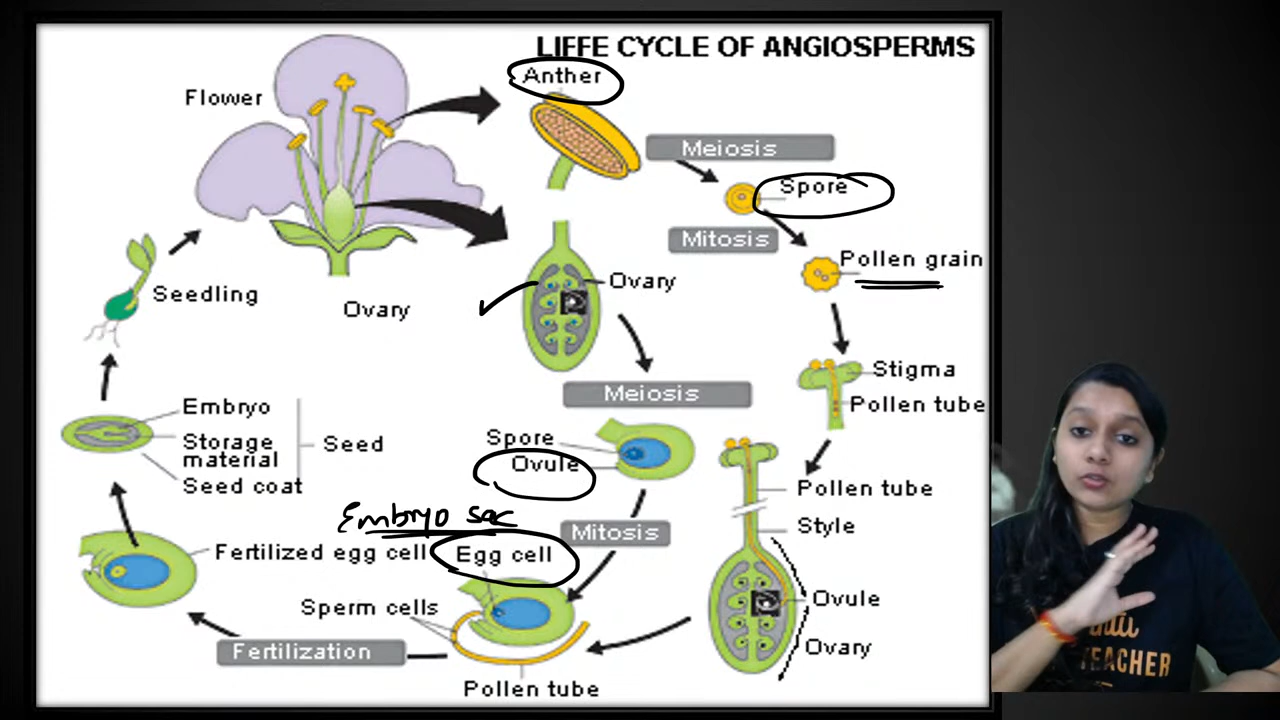 LIFFE CYCLE OF ANGIOSPERMS
Anther
Flower
Meiosis
Spore
Mitosis
Pollen grain
Ovary
Seedling
Ovary
Stigma
Meiosis
Pollen tube
Embryo
Storage
material
Seed
Seed coat
Spore
Ovule
Pollen tube
Embryo sac
Style
Mitosis
Fertilized egg cell
Egg cell
Sperm cells
Ovule
Ovary
Fertilization
Pollen tube
TEACHER